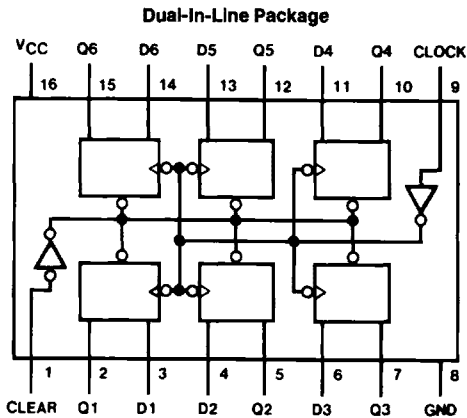 Dual-In-Line Package
VCC Q6 D6 D5 Q5 D4 Q4 CLOCK
16 15 14 13 12 11 10 9
1 2 3 4 5 6 7 8
CLEAR Q1 D1 D2 Q2 D3 Q3 GND